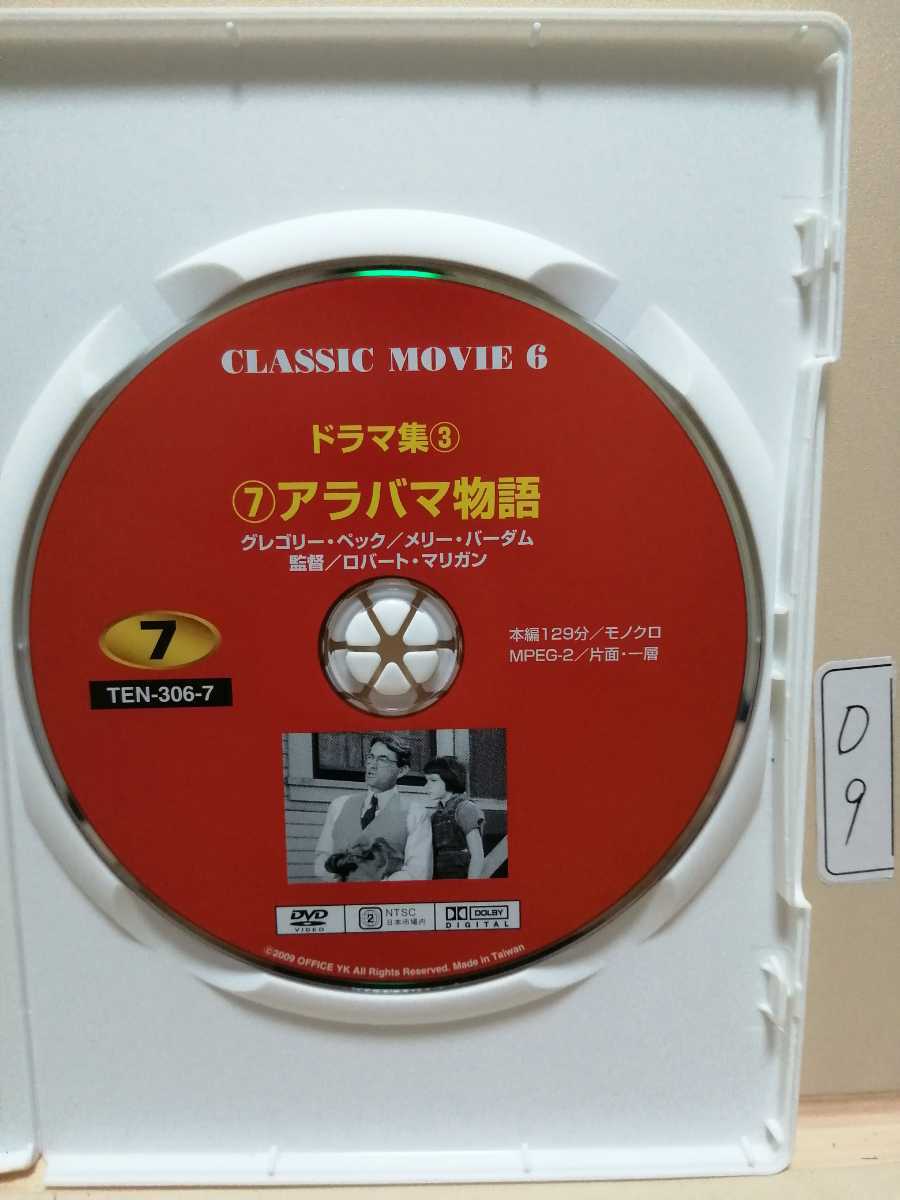 CLASSIC MOVIE 6
ドラマ集③
⑦アラバマ物語
グレゴリー・ペック／メリー・バーダム
監督／ロバート・マリガン
7
TEN-306-7
本編129分／モノクロ
MPEG-2／片面・一層
DVD
VIDEO
2
NTSC
日本市場内
DOLBY
DIGITAL
©2009 OFFICE YK All Rights Reserved. Made in Taiwan
D
9